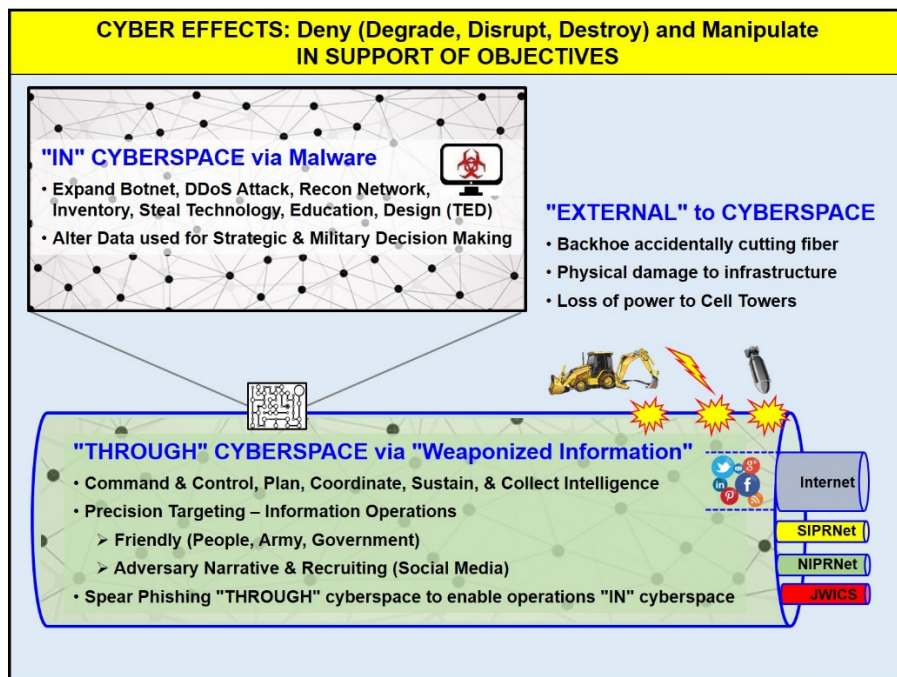 CYBER EFFECTS: Deny (Degrade, Disrupt, Destroy) and Manipulate
IN SUPPORT OF OBJECTIVES
"IN" CYBERSPACE via Malware
• Expand Botnet, DDoS Attack, Recon Network,
Inventory, Steal Technology, Education, Design (TED)
• Alter Data used for Strategic & Military Decision Making
"EXTERNAL" to CYBERSPACE
• Backhoe accidentally cutting fiber
• Physical damage to infrastructure
• Loss of power to Cell Towers
"THROUGH" CYBERSPACE via "Weaponized Information"
• Command & Control, Plan, Coordinate, Sustain, & Collect Intelligence
• Precision Targeting – Information Operations
➢ Friendly (People, Army, Government)
➢ Adversary Narrative & Recruiting (Social Media)
• Spear Phishing "THROUGH" cyberspace to enable operations "IN" cyberspace
g+
in
f
Internet
SIPRNet
NIPRNet
JWICS